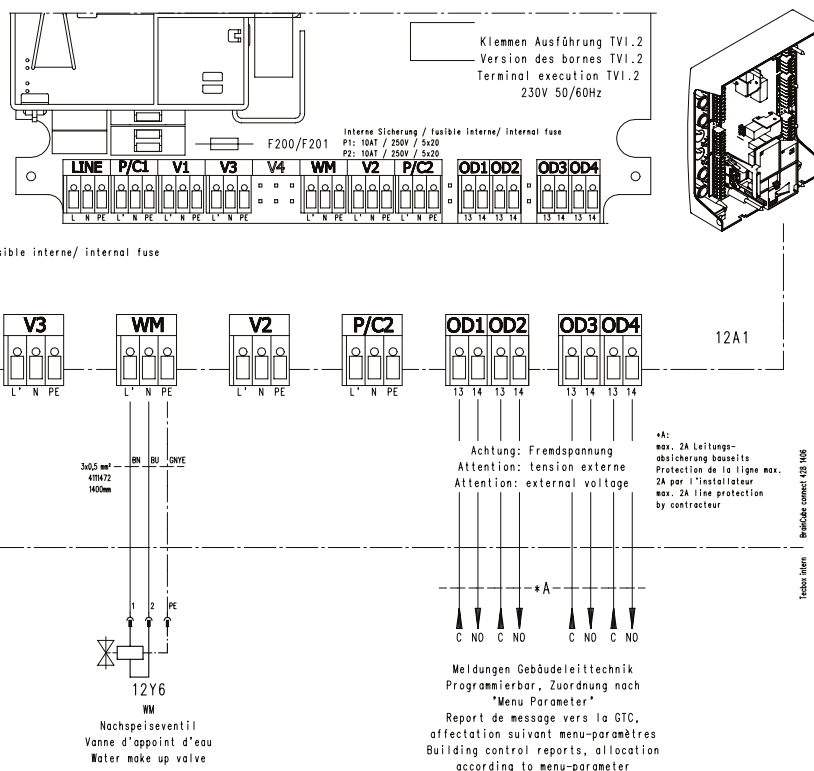 Klemmen Ausführung TVI.2
Version des bornes TVI.2
Terminal execution TVI.2
230V 50/60Hz
F200/F201
Interne Sicherung / fusible interne/ internal fuse
P1: 10AT / 250V / 5x20
P2: 10AT / 250V / 5x20
LINE P/C1 V1 V3 V4 WM V2 P/C2 OD1 OD2 OD3 OD4
L' N PE L' N PE L' N PE L' N PE L' N PE L' N PE L' N PE 13 14 13 14 13 14 13 14
sible interne/ internal fuse
V3 WM V2 P/C2 OD1 OD2 OD3 OD4
12A1
L' N PE L' N PE L' N PE L' N PE 13 14 13 14 13 14 13 14
3x0,5 mm²
4111472
1400mm
BN BU GNYE
Achtung: Fremdspannung
Attention: tension externe
Attention: external voltage
*A:
max. 2A Leitungs-
absicherung bauseits
Protection de la ligne max.
2A par l'installateur
max. 2A line protection
by contracteur
BrainCube connect 428 1406
Tecbox intern
*A
1 2 PE
C NO C NO C NO C NO
12Y6
WM
Nachspeiseventil
Vanne d'appoint d'eau
Water make up valve
Meldungen Gebäudeleittechnik
Programmierbar, Zuordnung nach
"Menu Parameter"
Report de message vers la GTC,
affectation suivant menu-paramètres
Building control reports, allocation
according to menu-parameter